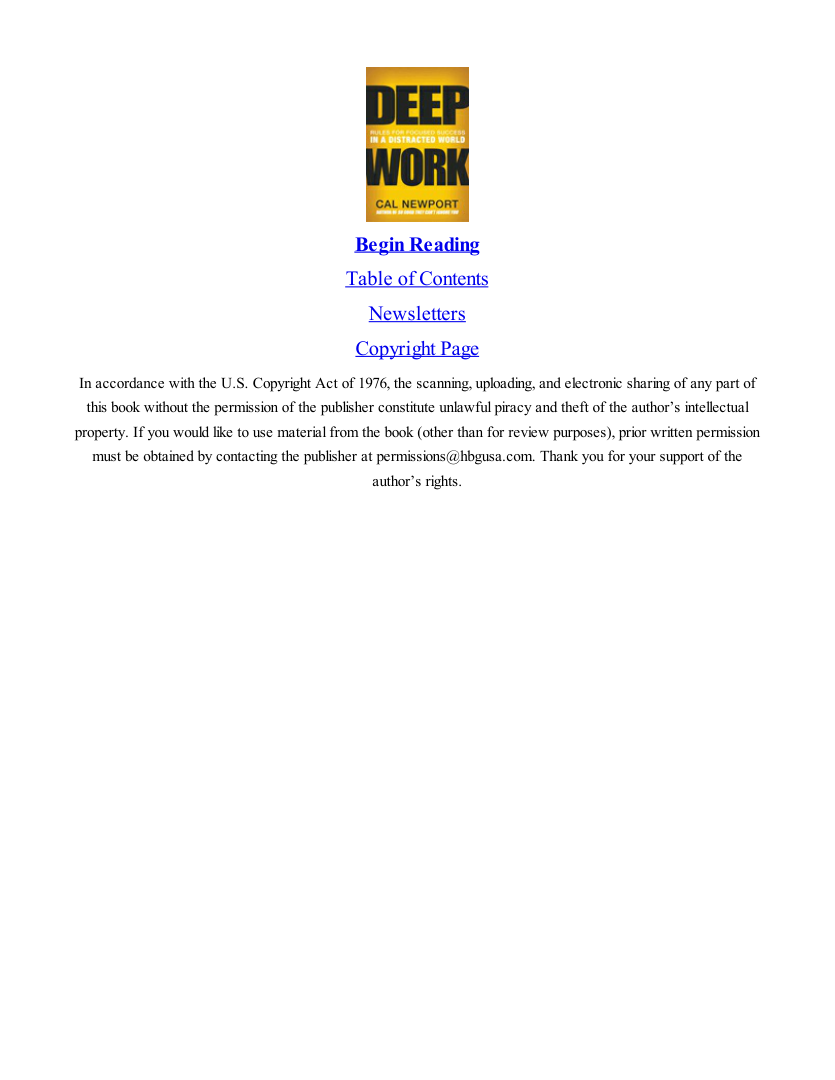 DEEP
RULES FOR FOCUSED SUCCESS
IN A DISTRACTED WORLD
WORK
CAL NEWPORT
Begin Reading
Table of Contents
Newsletters
Copyright Page
In accordance with the U.S. Copyright Act of 1976, the scanning, uploading, and electronic sharing of any part of
this book without the permission of the publisher constitute unlawful piracy and theft of the author’s intellectual
property. If you would like to use material from the book (other than for review purposes), prior written permission
must be obtained by contacting the publisher at permissions@hbgusa.com. Thank you for your support of the
author’s rights.